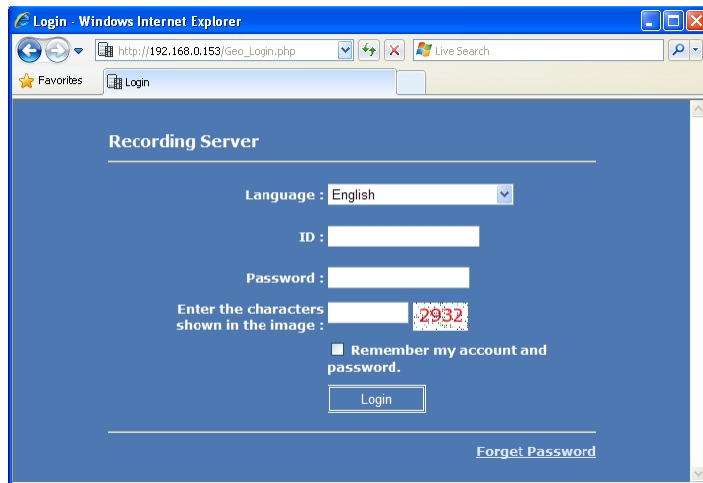 Login - Windows Internet Explorer
http://192.168.0.153/Geo_Login.php
Live Search
Favorites
Login
Recording Server
Language : English
ID :
Password :
Enter the characters
shown in the image :
2932
Remember my account and
password.
Login
Forget Password